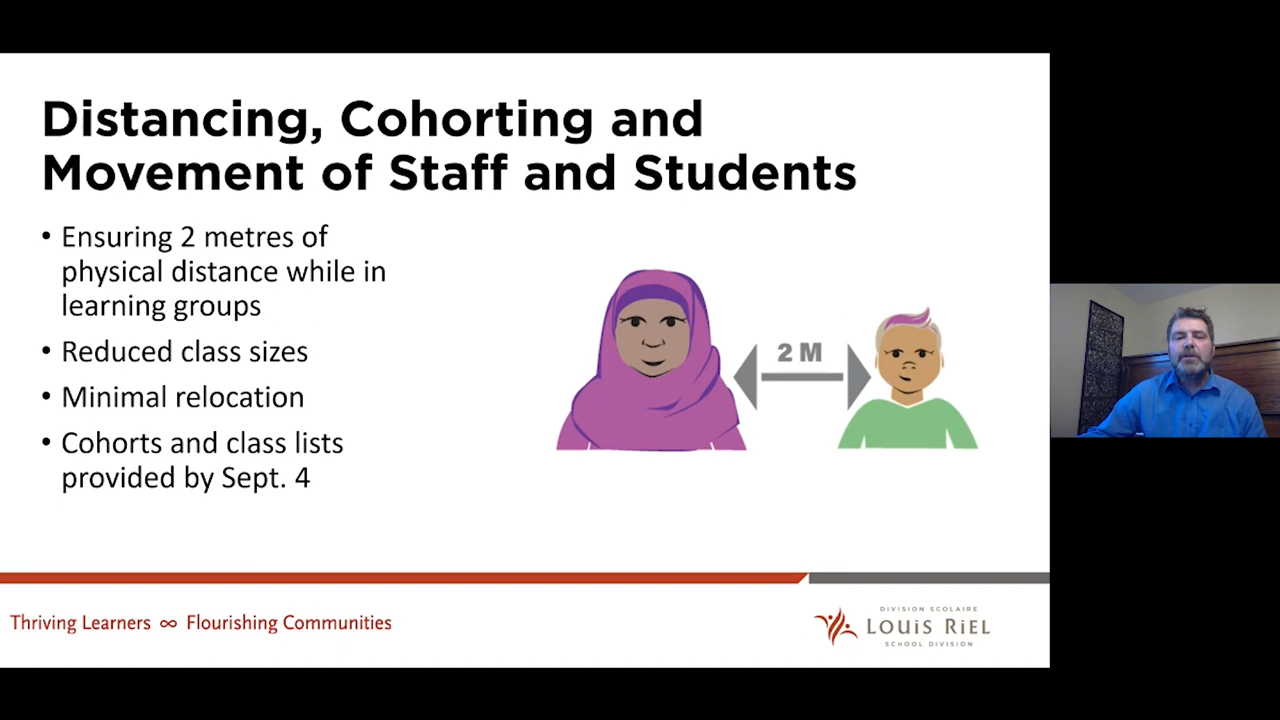 Distancing, Cohorting and
Movement of Staff and Students
• Ensuring 2 metres of
physical distance while in
learning groups
• Reduced class sizes
• Minimal relocation
• Cohorts and class lists
provided by Sept. 4
2 M
Thriving Learners ∞ Flourishing Communities
DIVISION SCOLAIRE
LOUiS RiEL
SCHOOL DIVISION